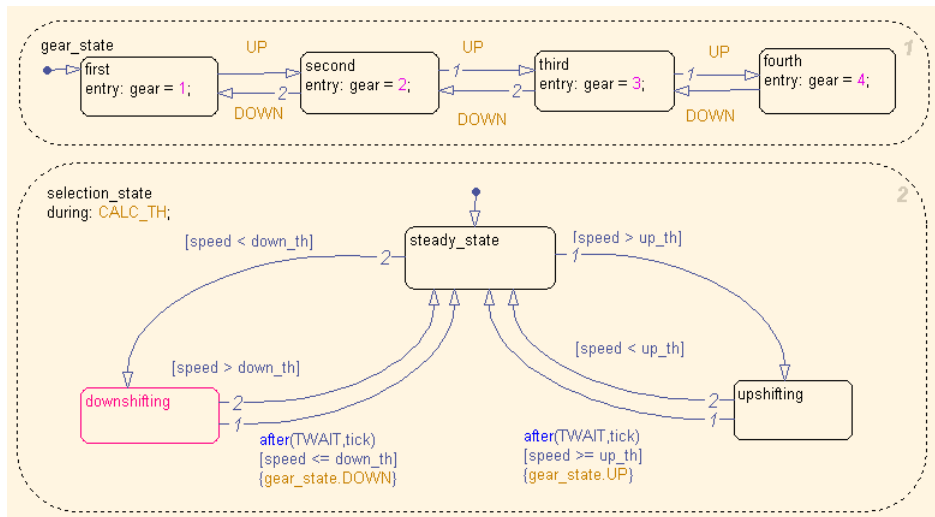 gear_state
1
UP
UP
UP
first
entry: gear = 1;
second
entry: gear = 2;
1
third
entry: gear = 3;
1
fourth
entry: gear = 4;
2
2
DOWN
DOWN
DOWN
selection_state
during: CALC_TH;
2
[speed < down_th]
steady_state
[speed > up_th]
2
1
[speed > down_th]
[speed < up_th]
downshifting
2
1
upshifting
2
1
after(TWAIT,tick)
[speed <= down_th]
{gear_state.DOWN}
after(TWAIT,tick)
[speed >= up_th]
{gear_state.UP}